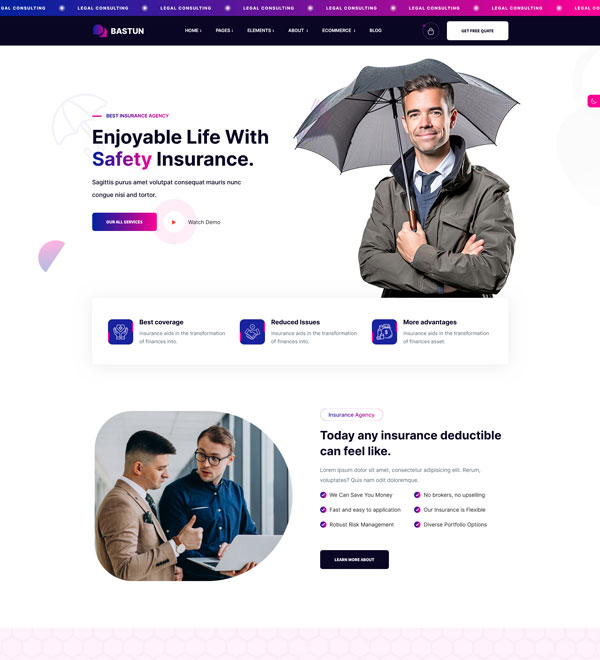 GAL CONSULTING LEGAL CONSULTING LEGAL CONSULTING LEGAL CONSULTING LEGAL CONSULTING LEGAL CONSULTING LEGAL CONSULTING LEGAL CO
BASTUN HOME PAGES ELEMENTS ABOUT ECOMMERCE BLOG GET FREE QUATE
BEST INSURANCE AGENCY
Enjoyable Life With
Safety Insurance.
Sagittis purus amet volutpat consequat mauris nunc
congue nisi and tortor.
OUR ALL SERVICES Watch Demo
Best coverage
Insurance aids in the transformation
of finances into.
Reduced Issues
Insurance aids in the transformation
of finances into.
More advantages
Insurance aids in the transformation
of finances asset.
Insurance Agency
Today any insurance deductible
can feel like.
Lorem ipsum dolor sit amet, consectetur adipisicing elit. Rerum,
voluptates? Quis nam odit doloremque.
We Can Save You Money No brokers, no upselling
Fast and easy to application Our Insurance is Flexible
Robust Risk Management Diverse Portfolio Options
LEARN MORE ABOUT